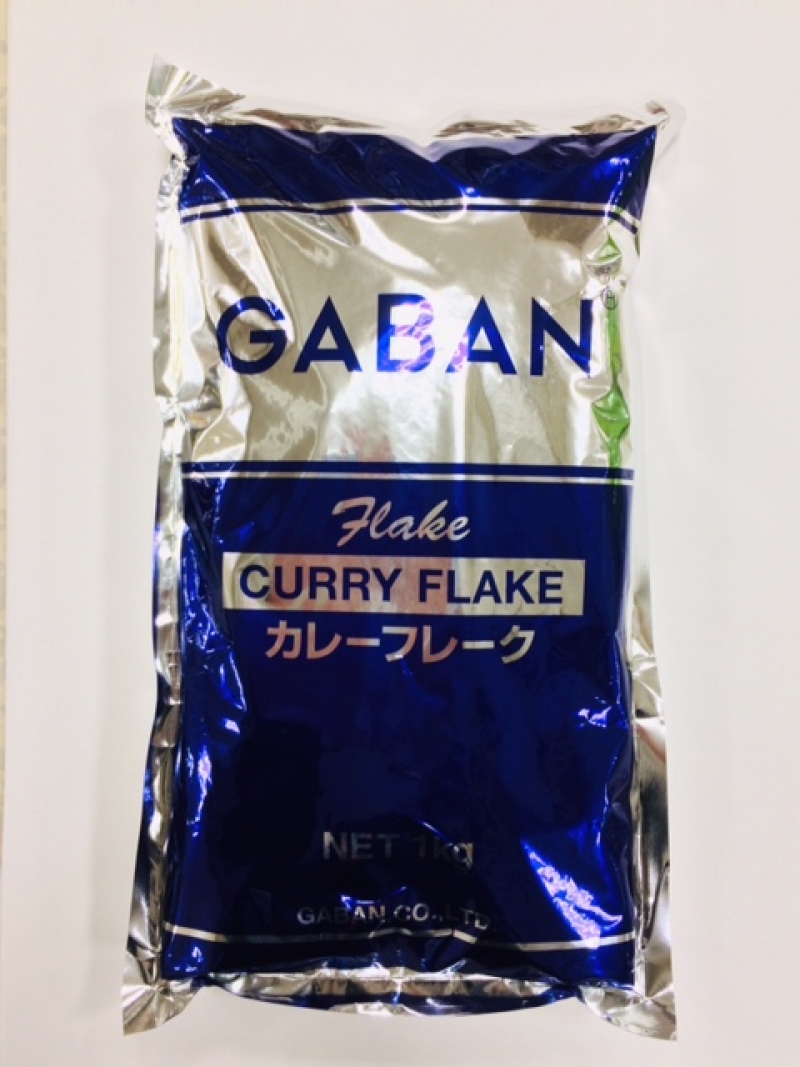 GABAN
Flake
CURRY FLAKE
カレーフレーク
NET 1kg
GABAN CO.,LTD.